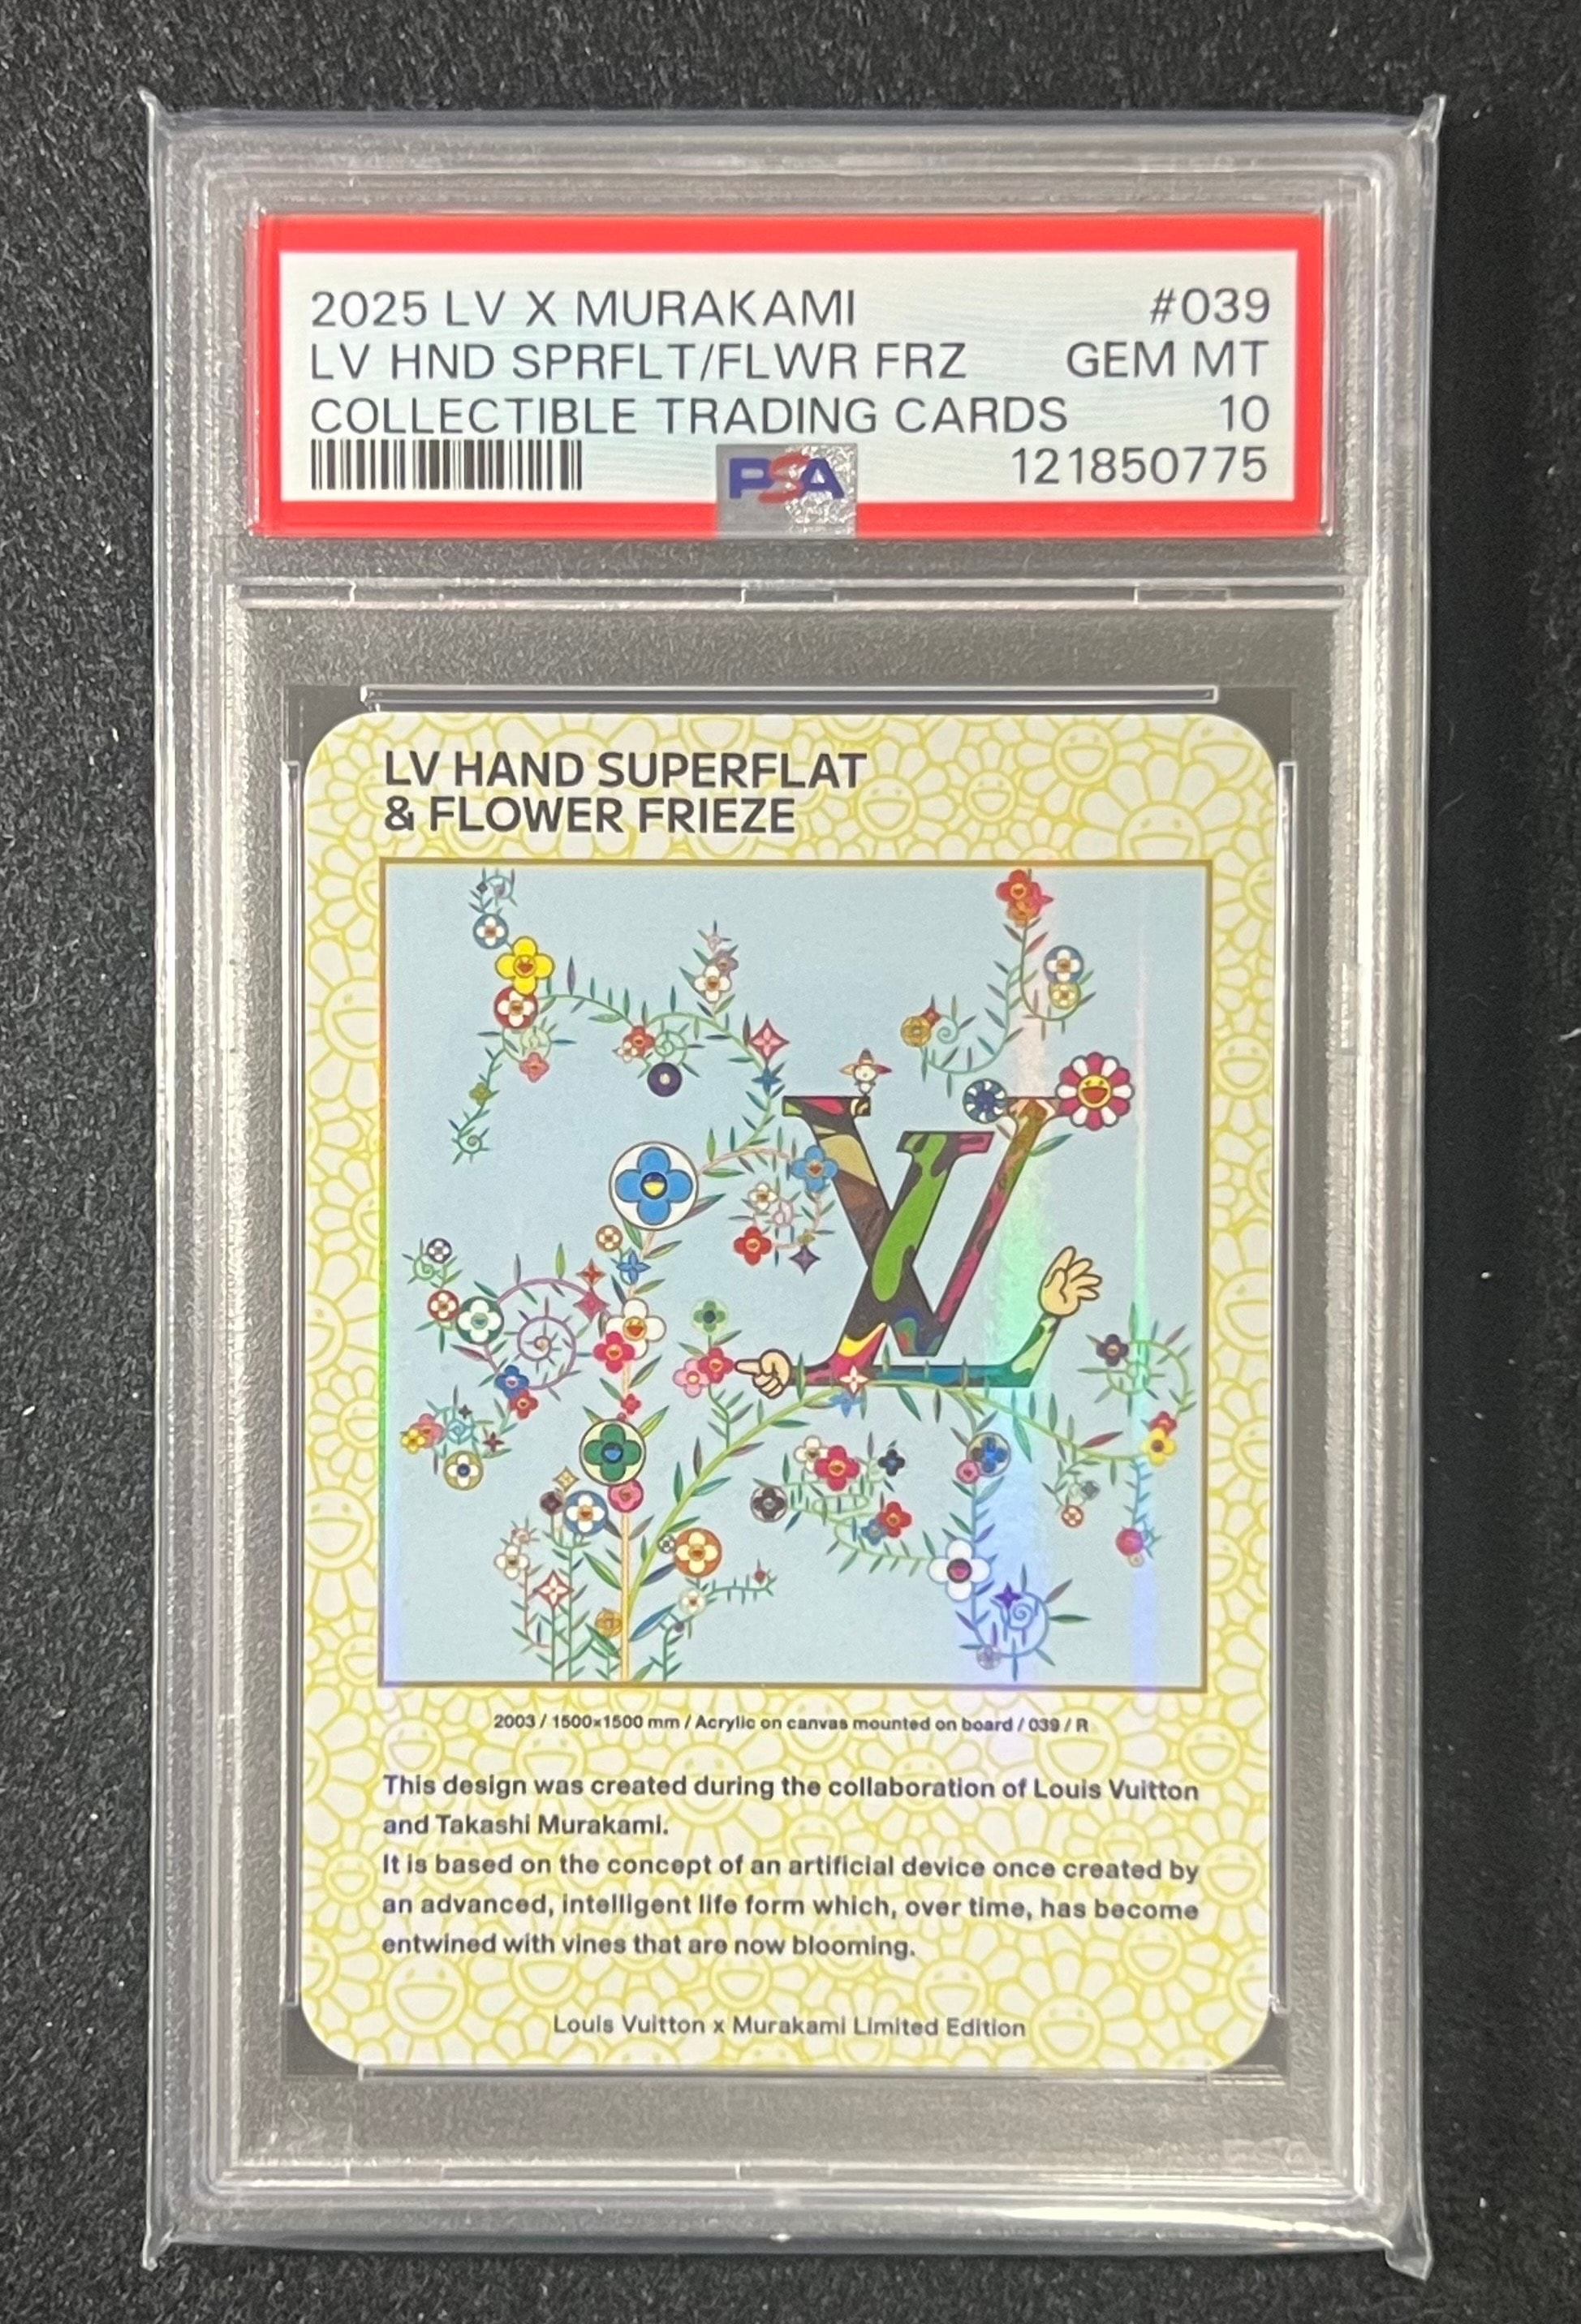 2025 LV X MURAKAMI #039
LV HND SPRFLT/FLWR FRZ GEM MT
COLLECTIBLE TRADING CARDS 10
PSA 121850775
LV HAND SUPERFLAT
& FLOWER FRIEZE
LV
2003 / 1500×1500 mm / Acrylic on canvas mounted on board / 039 / R
This design was created during the collaboration of Louis Vuitton
and Takashi Murakami.
It is based on the concept of an artificial device once created by
an advanced, intelligent life form which, over time, has become
entwined with vines that are now blooming.
Louis Vuitton x Murakami Limited Edition
PSA